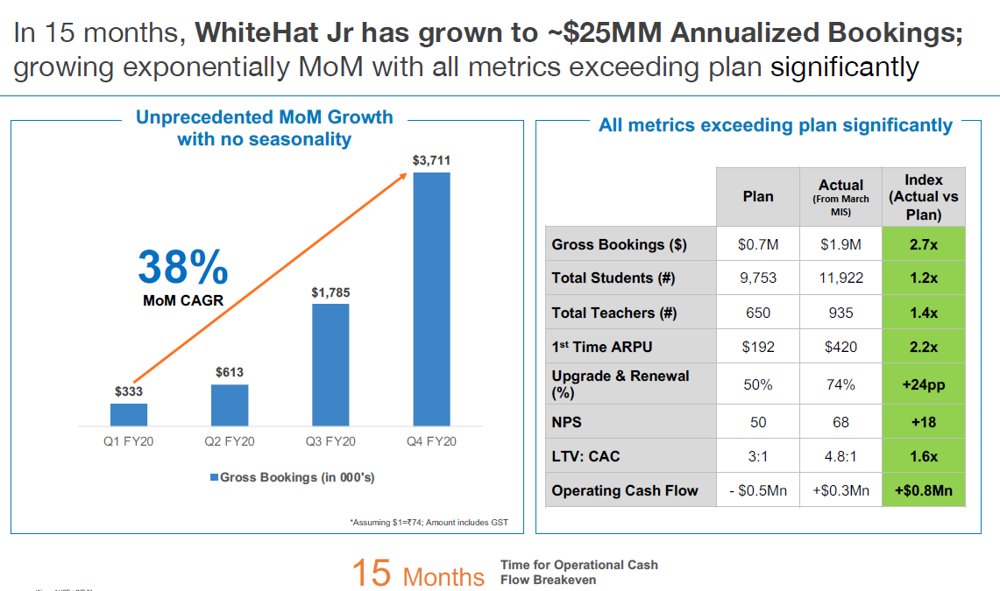 In 15 months, WhiteHat Jr has grown to ~$25MM Annualized Bookings;
growing exponentially MoM with all metrics exceeding plan significantly
Unprecedented MoM Growth
with no seasonality
$3,711
38%
MoM CAGR
$1,785
$613
$333
Q1 FY20 Q2 FY20 Q3 FY20 Q4 FY20
Gross Bookings (in 000's)
*Assuming $1=₹74; Amount includes GST
All metrics exceeding plan significantly
Plan
Actual
(From March
MIS)
Index
(Actual vs
Plan)
Gross Bookings ($) $0.7M $1.9M 2.7x
Total Students (#) 9,753 11,922 1.2x
Total Teachers (#) 650 935 1.4x
1st Time ARPU $192 $420 2.2x
Upgrade & Renewal
(%) 50% 74% +24pp
NPS 50 68 +18
LTV: CAC 3:1 4.8:1 1.6x
Operating Cash Flow - $0.5Mn +$0.3Mn +$0.8Mn
15 Months
Time for Operational Cash
Flow Breakeven